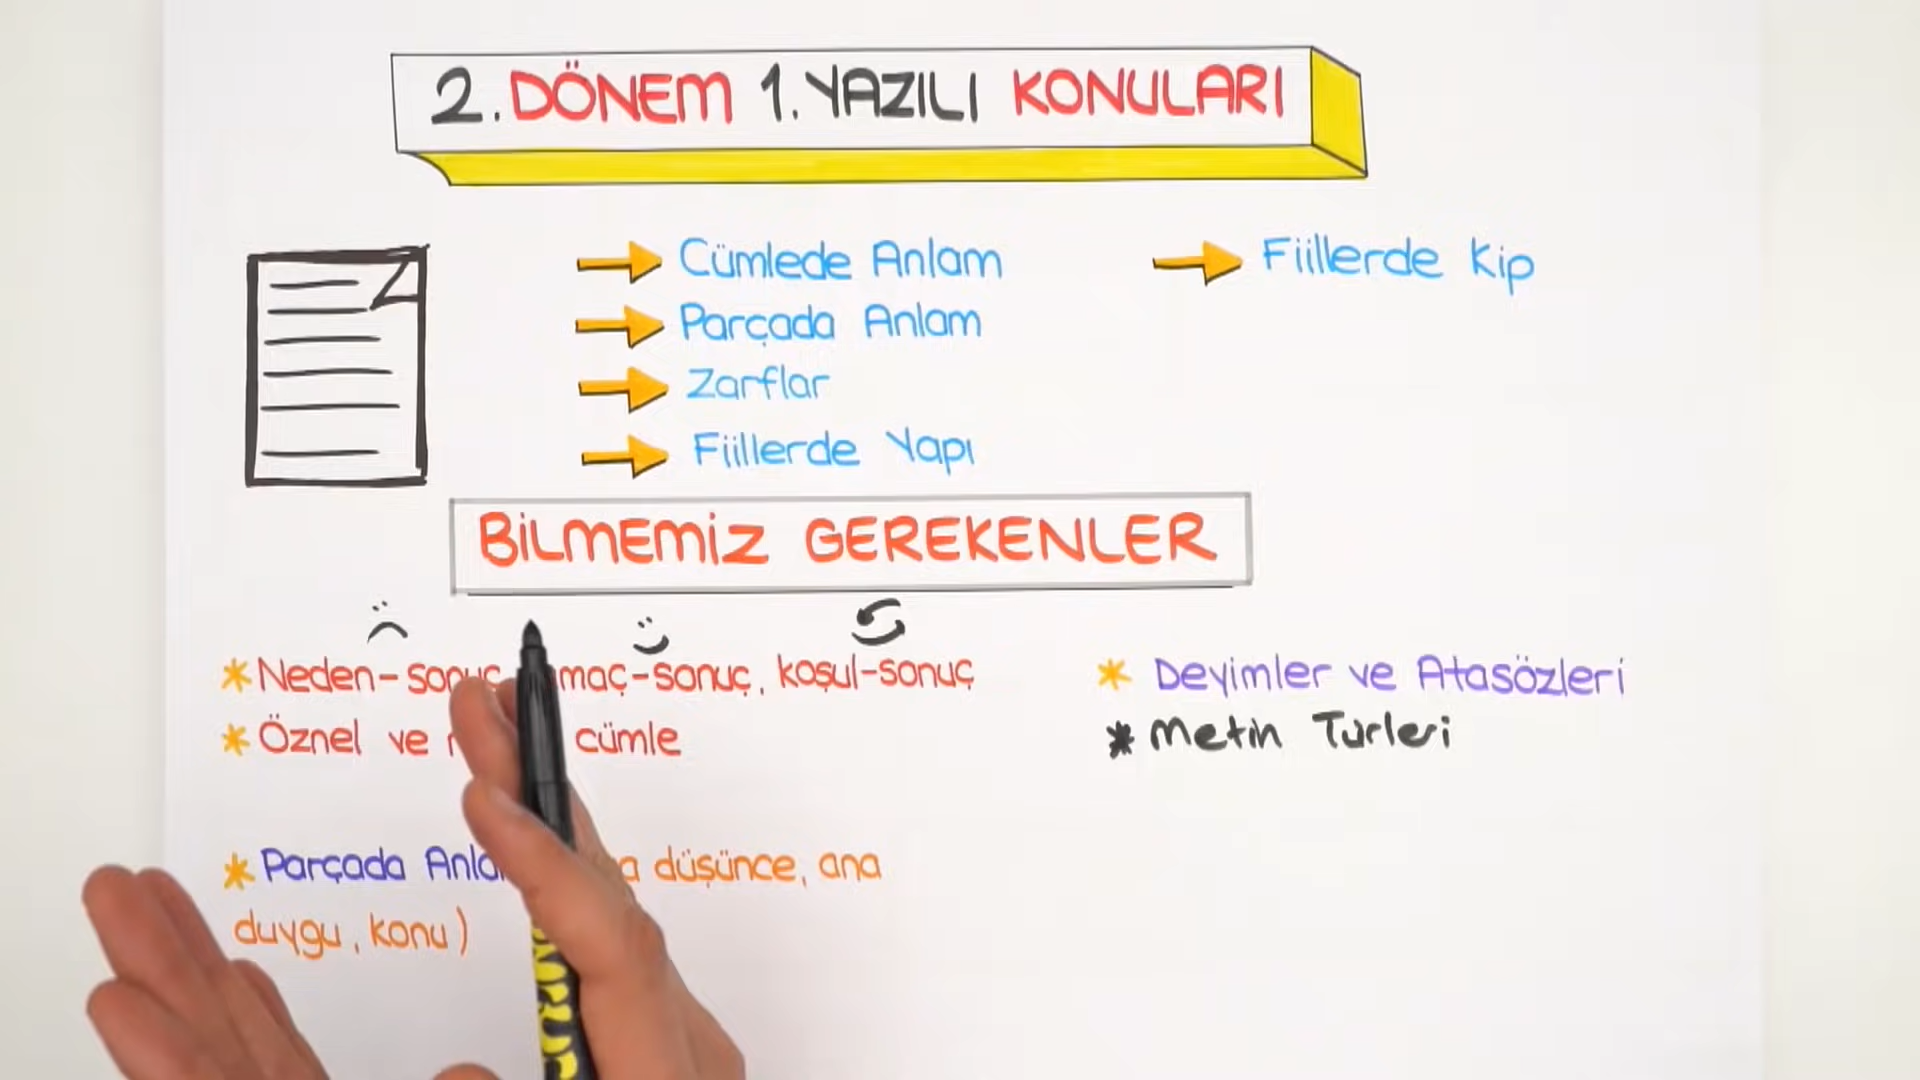 2. DÖNEM 1. YAZILI KONULARI
Cümlede Anlam
Parçada Anlam
Zarflar
Fiillerde Yapı
Fiillerde Kip
BİLMEMİZ GEREKENLER
* Neden-sonuç maç-sonuç, koşul-sonuç
* Öznel ve cümle
* Parçada düşünce, ana
duygu, konu)
* Deyimler ve Atasözleri
* Metin Türleri